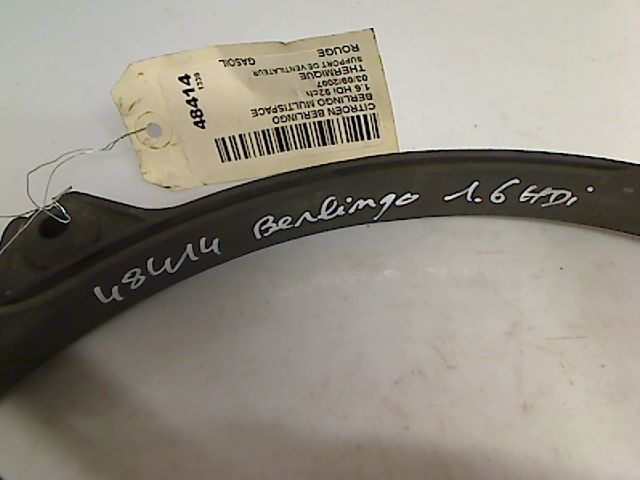 CITROËN BERLINGO
BERLINGO MULTISPACE
1.6 HDi 92ch
03/09/2007
THERMIQUE
SUPPORT DE VENTILATEUR
GASOIL
ROUGE
48414
1339
48414 Berlingo 1.6 HDi